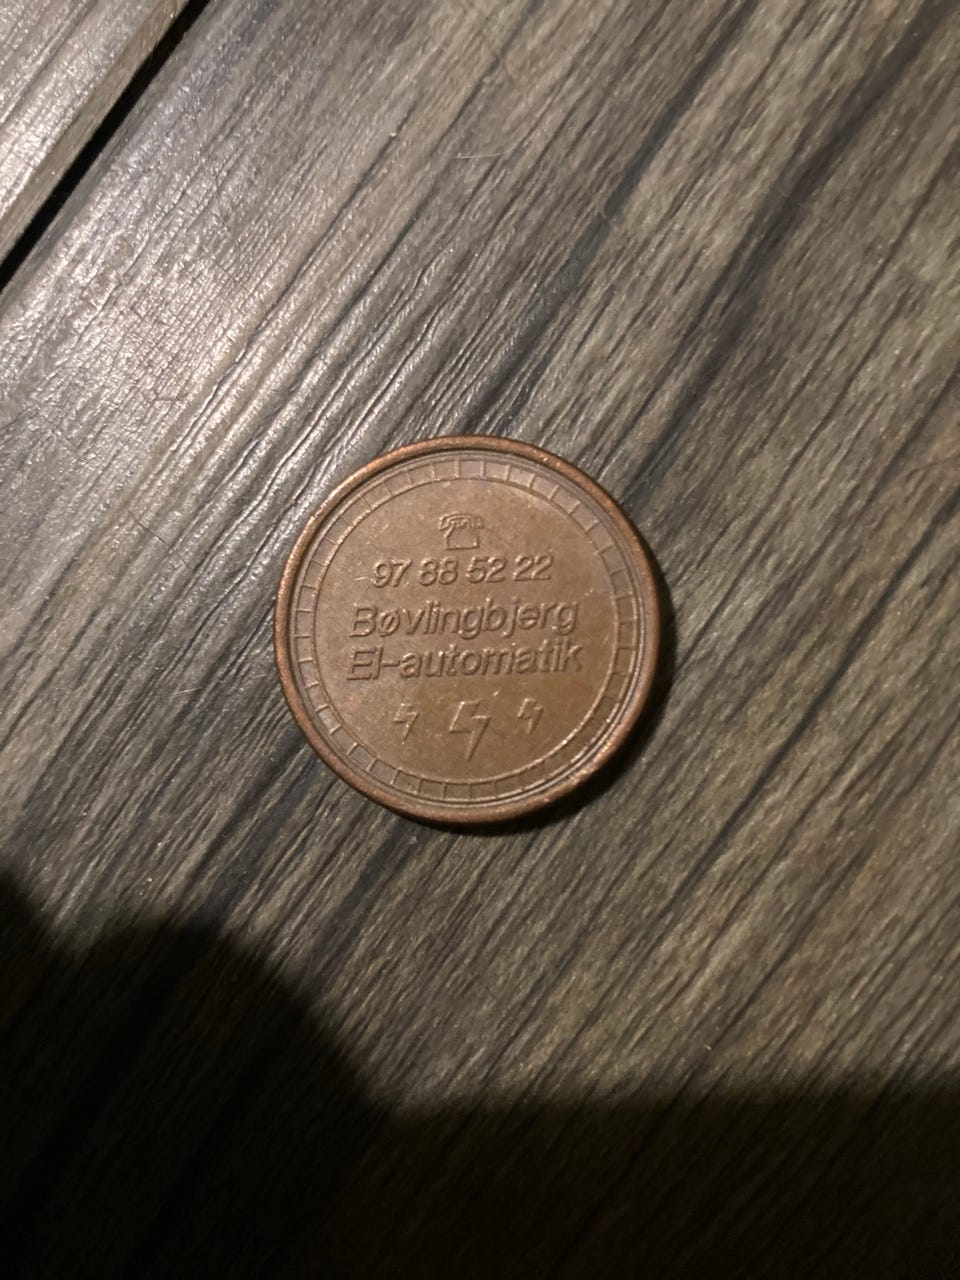 97 88 52 22
Bøvlingbjerg
El-automatik